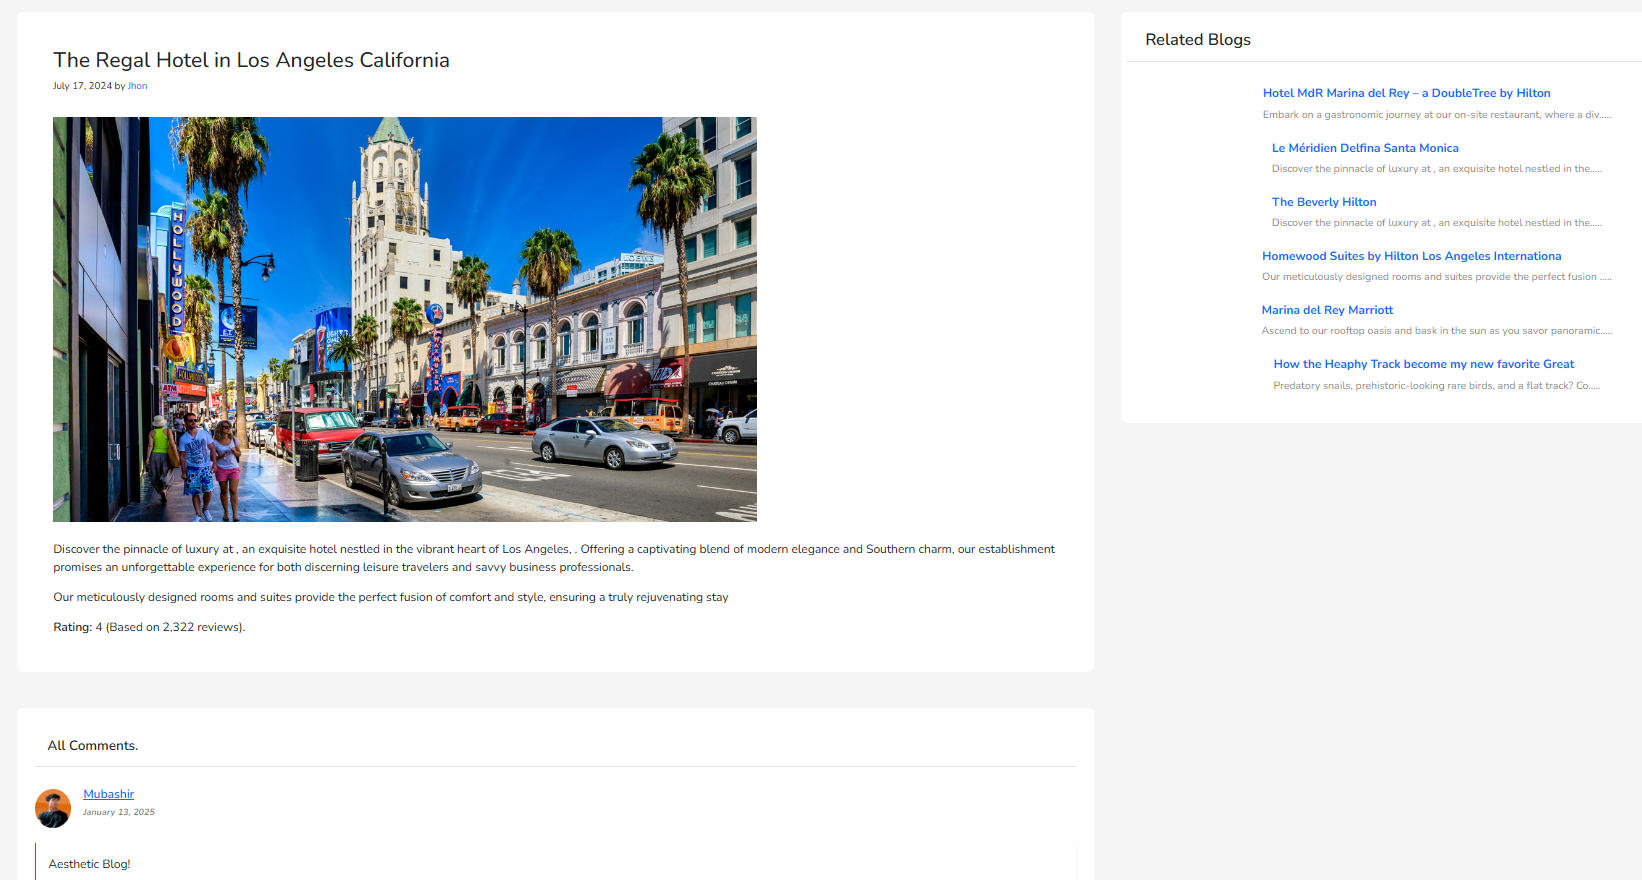 The Regal Hotel in Los Angeles California
July 17, 2024 by Jhon
HOLLYWOOD
HOLLYWOOD
ATM
WAX MUSEUM
Discover the pinnacle of luxury at , an exquisite hotel nestled in the vibrant heart of Los Angeles, . Offering a captivating blend of modern elegance and Southern charm, our establishment
promises an unforgettable experience for both discerning leisure travelers and savvy business professionals.
Our meticulously designed rooms and suites provide the perfect fusion of comfort and style, ensuring a truly rejuvenating stay
Rating: 4 (Based on 2,322 reviews).
All Comments.
Mubashir
January 13, 2025
Aesthetic Blog!
Related Blogs
Hotel MdR Marina del Rey – a DoubleTree by Hilton
Embark on a gastronomic journey at our on-site restaurant, where a div.....
Le Méridien Delfina Santa Monica
Discover the pinnacle of luxury at , an exquisite hotel nestled in the.....
The Beverly Hilton
Discover the pinnacle of luxury at , an exquisite hotel nestled in the.....
Homewood Suites by Hilton Los Angeles Internationa
Our meticulously designed rooms and suites provide the perfect fusion .....
Marina del Rey Marriott
Ascend to our rooftop oasis and bask in the sun as you savor panoramic.....
How the Heaphy Track become my new favorite Great
Predatory snails, prehistoric-looking rare birds, and a flat track? Co.....